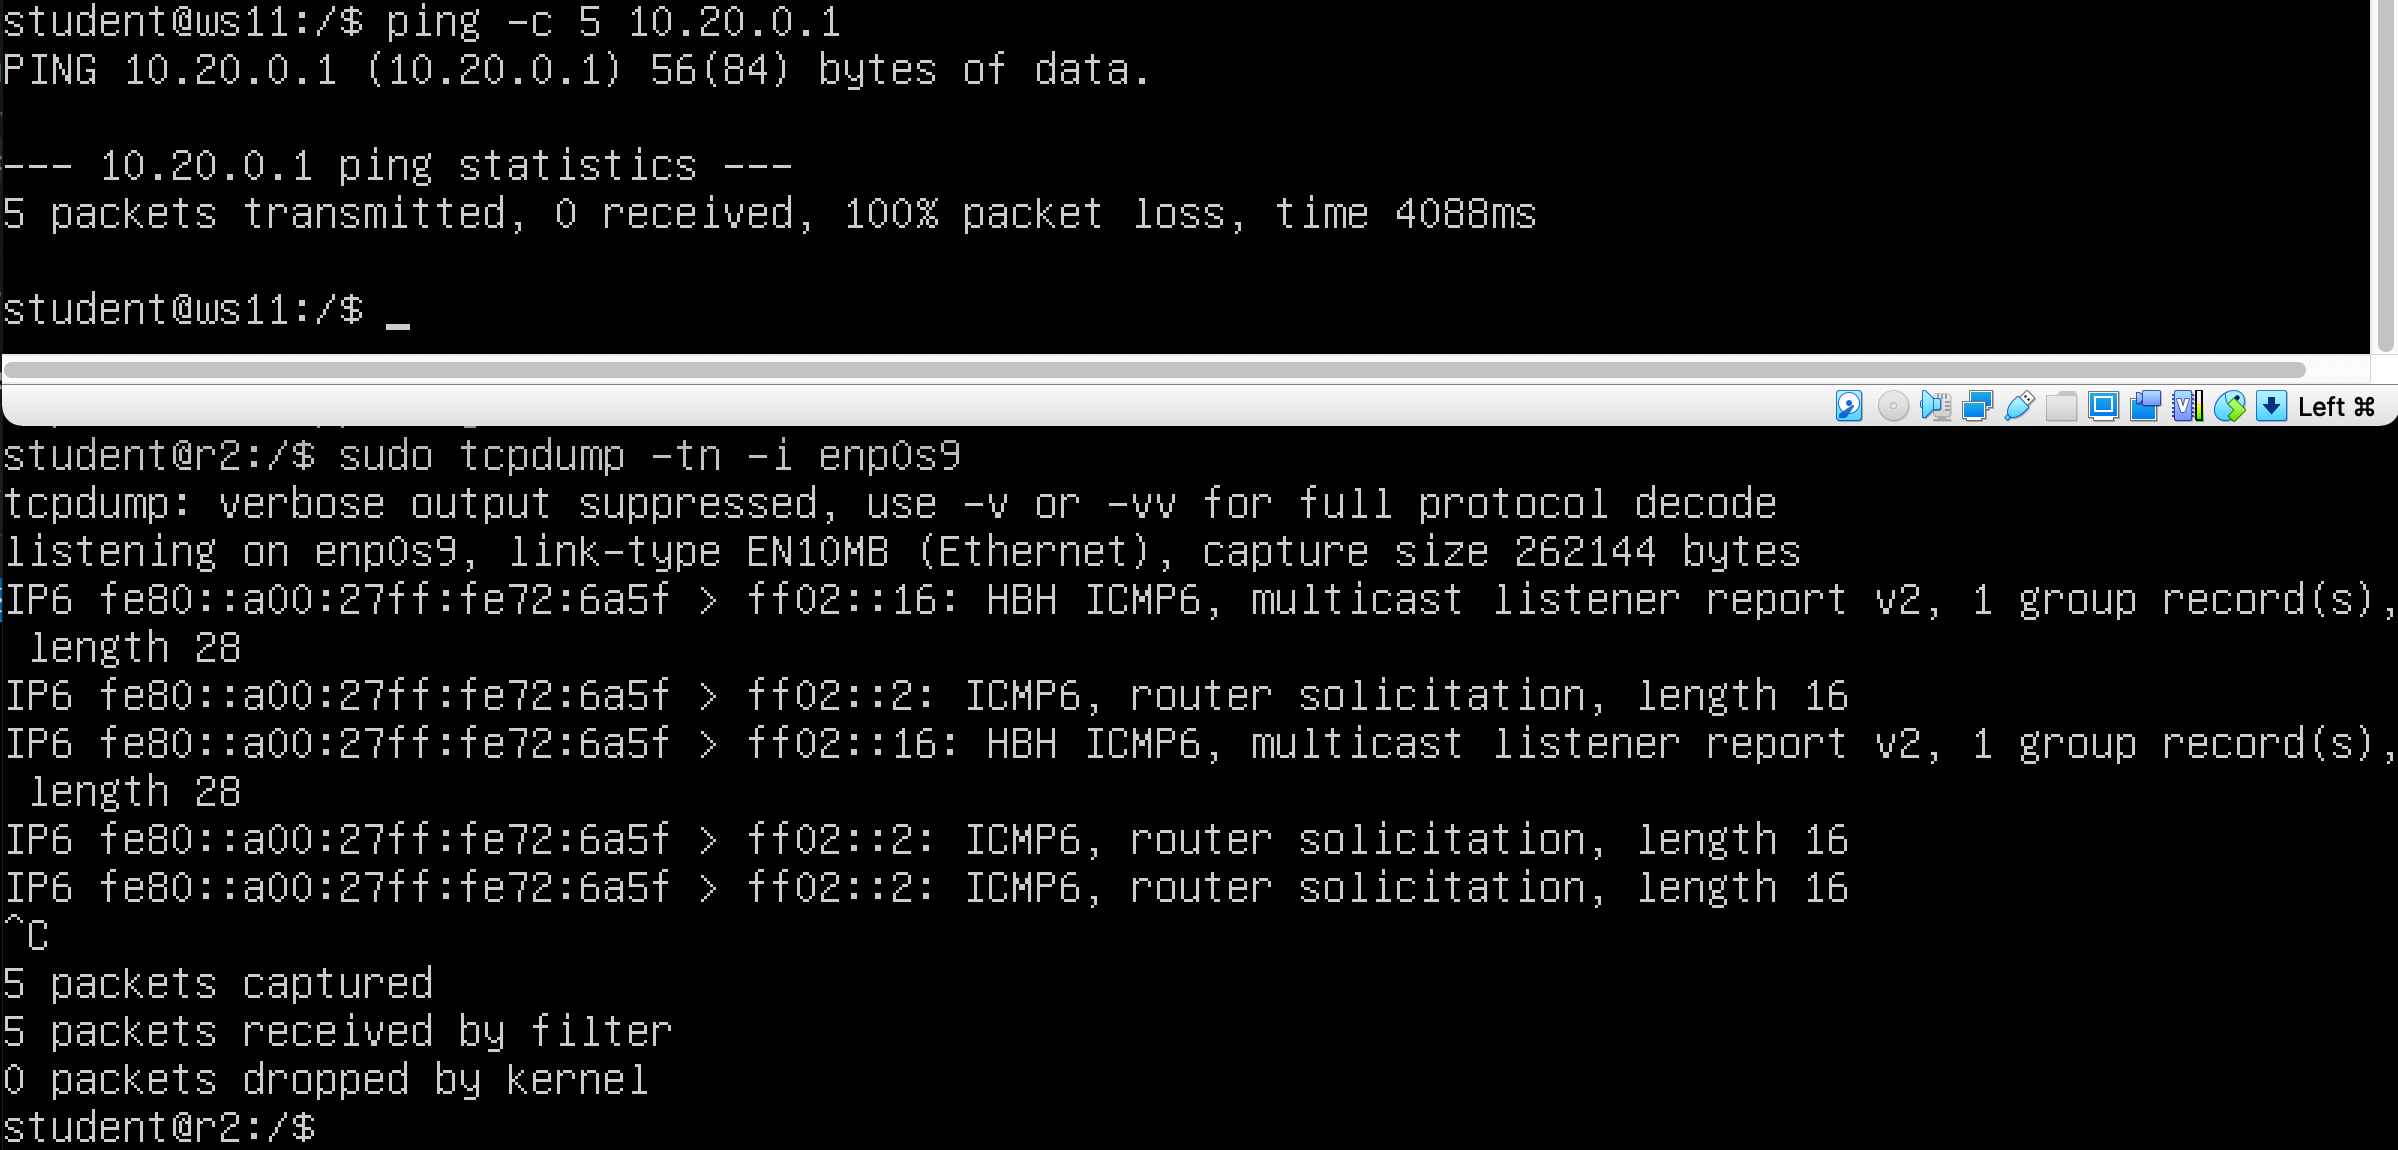 student@ws11:/$ ping -c 5 10.20.0.1
PING 10.20.0.1 (10.20.0.1) 56(84) bytes of data.
--- 10.20.0.1 ping statistics ---
5 packets transmitted, 0 received, 100% packet loss, time 4088ms
student@ws11:/$ _
Left ⌘
student@r2:/$ sudo tcpdump -tn -i enp0s9
tcpdump: verbose output suppressed, use -v or -vv for full protocol decode
listening on enp0s9, link-type EN10MB (Ethernet), capture size 262144 bytes
IP6 fe80::a00:27ff:fe72:6a5f > ff02::16: HBH ICMP6, multicast listener report v2, 1 group record(s),
 length 28
IP6 fe80::a00:27ff:fe72:6a5f > ff02::2: ICMP6, router solicitation, length 16
IP6 fe80::a00:27ff:fe72:6a5f > ff02::16: HBH ICMP6, multicast listener report v2, 1 group record(s),
 length 28
IP6 fe80::a00:27ff:fe72:6a5f > ff02::2: ICMP6, router solicitation, length 16
IP6 fe80::a00:27ff:fe72:6a5f > ff02::2: ICMP6, router solicitation, length 16
^C
5 packets captured
5 packets received by filter
0 packets dropped by kernel
student@r2:/$